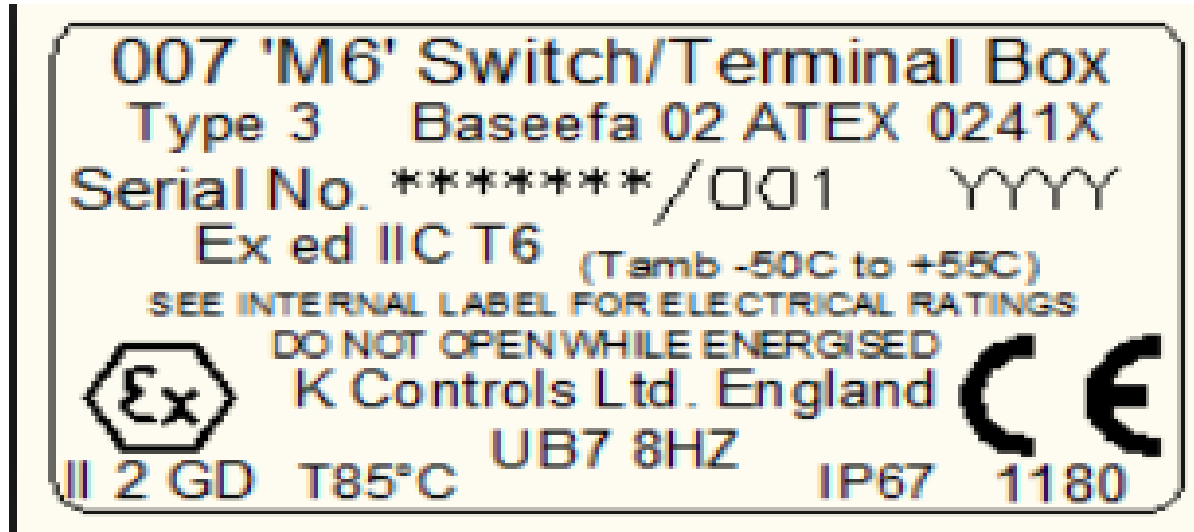 007 'M6' Switch/Terminal Box
Type 3 Baseefa 02 ATEX 0241X
Serial No. *******/001 YYYY
Ex ed IIC T6 (Tamb -50C to +55C)
SEE INTERNAL LABEL FOR ELECTRICAL RATINGS
DO NOT OPEN WHILE ENERGISED
Ex K Controls Ltd. England CE
UB7 8HZ
II 2 GD T85°C IP67 1180